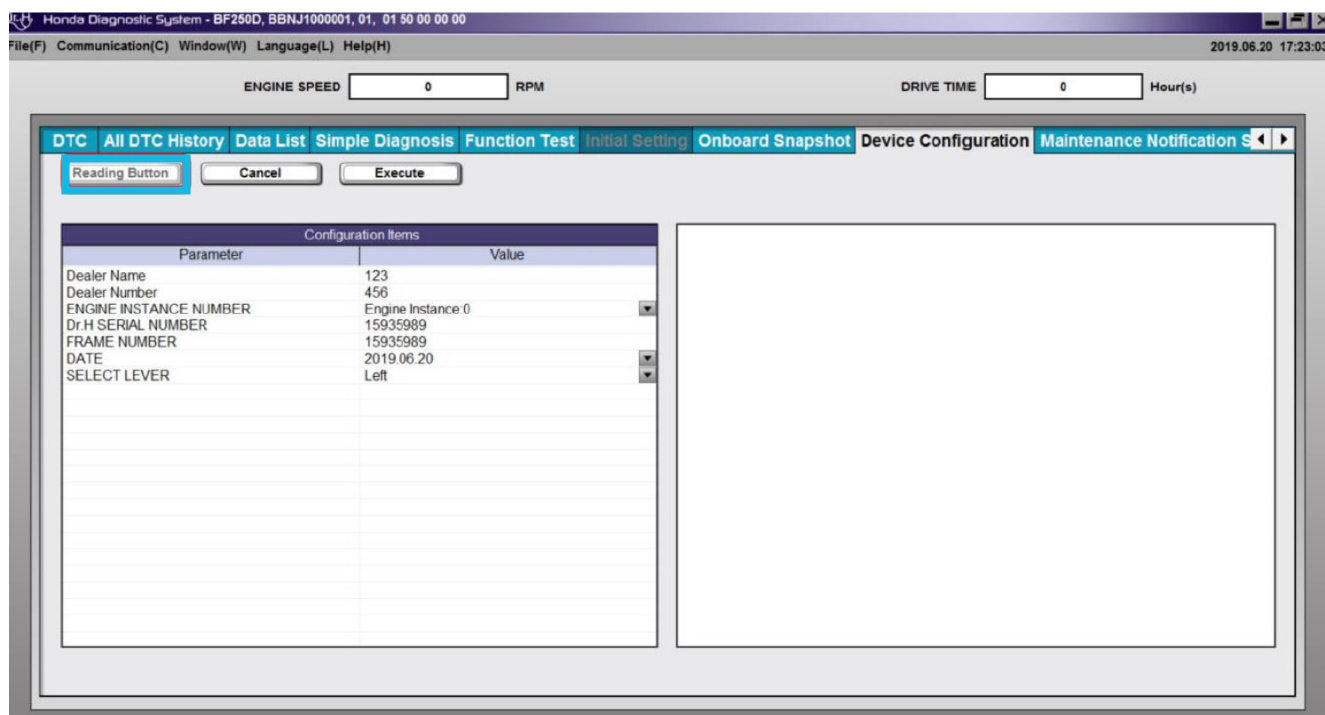 Honda Diagnostic System - BF250D, BBNJ1000001, 01, 01 50 00 00 00
File(F) Communication(C) Window(W) Language(L) Help(H) 2019.06.20 17:23:03
ENGINE SPEED 0 RPM DRIVE TIME 0 Hour(s)
DTC All DTC History Data List Simple Diagnosis Function Test Initial Setting Onboard Snapshot Device Configuration Maintenance Notification S
Reading Button Cancel Execute
Configuration Items
Parameter Value
Dealer Name 123
Dealer Number 456
ENGINE INSTANCE NUMBER Engine Instance:0
Dr.H SERIAL NUMBER 15935989
FRAME NUMBER 15935989
DATE 2019.06.20
SELECT LEVER Left